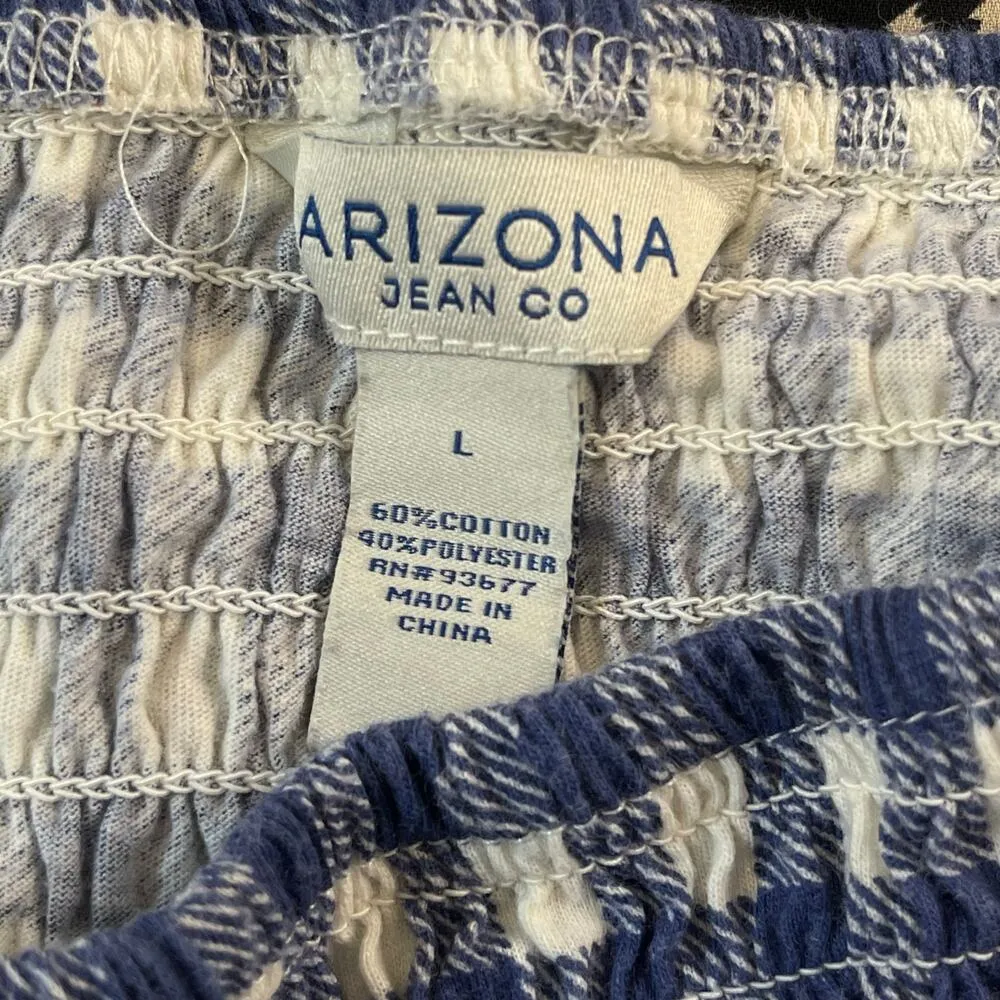 ARIZONA
JEAN CO
L
60%COTTON
40%POLYESTER
RN#93677
MADE IN
CHINA